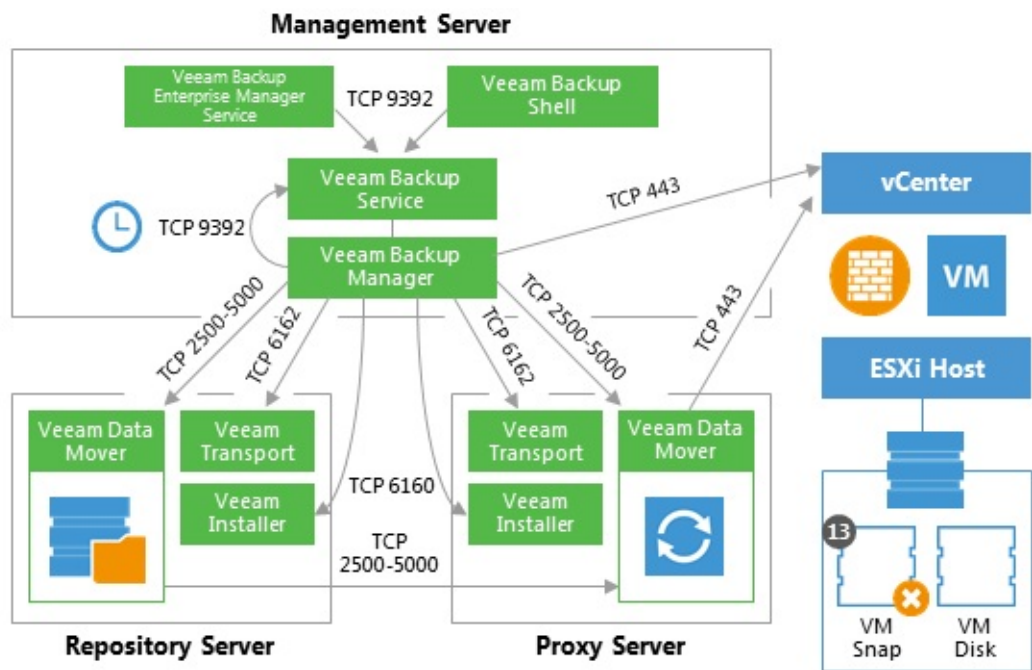 Management Server
Veeam Backup
Enterprise Manager
Service
TCP 9392
Veeam Backup
Shell
Veeam Backup
Service
TCP 9392
Veeam Backup
Manager
TCP 443
vCenter
VM
TCP 2500-5000
TCP 6162
TCP 6162
TCP 2500-5000
TCP 443
ESXi Host
Veeam Data
Mover
Veeam
Transport
Veeam
Installer
TCP 6160
TCP
2500-5000
Veeam
Transport
Veeam
Installer
Veeam Data
Mover
13
VM
Snap
VM
Disk
Repository Server
Proxy Server